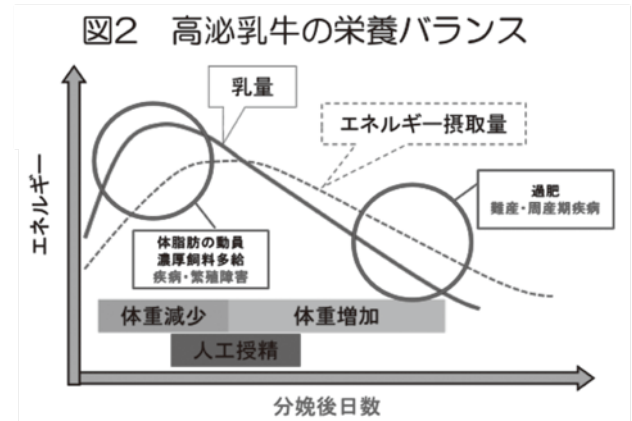 図2 高泌乳牛の栄養バランス
乳量
エネルギー摂取量
過肥
難産・周産期疾病
エネルギー
体脂肪の動員
濃厚飼料多給
疾病・繁殖障害
体重減少
体重増加
人工授精
分娩後日数